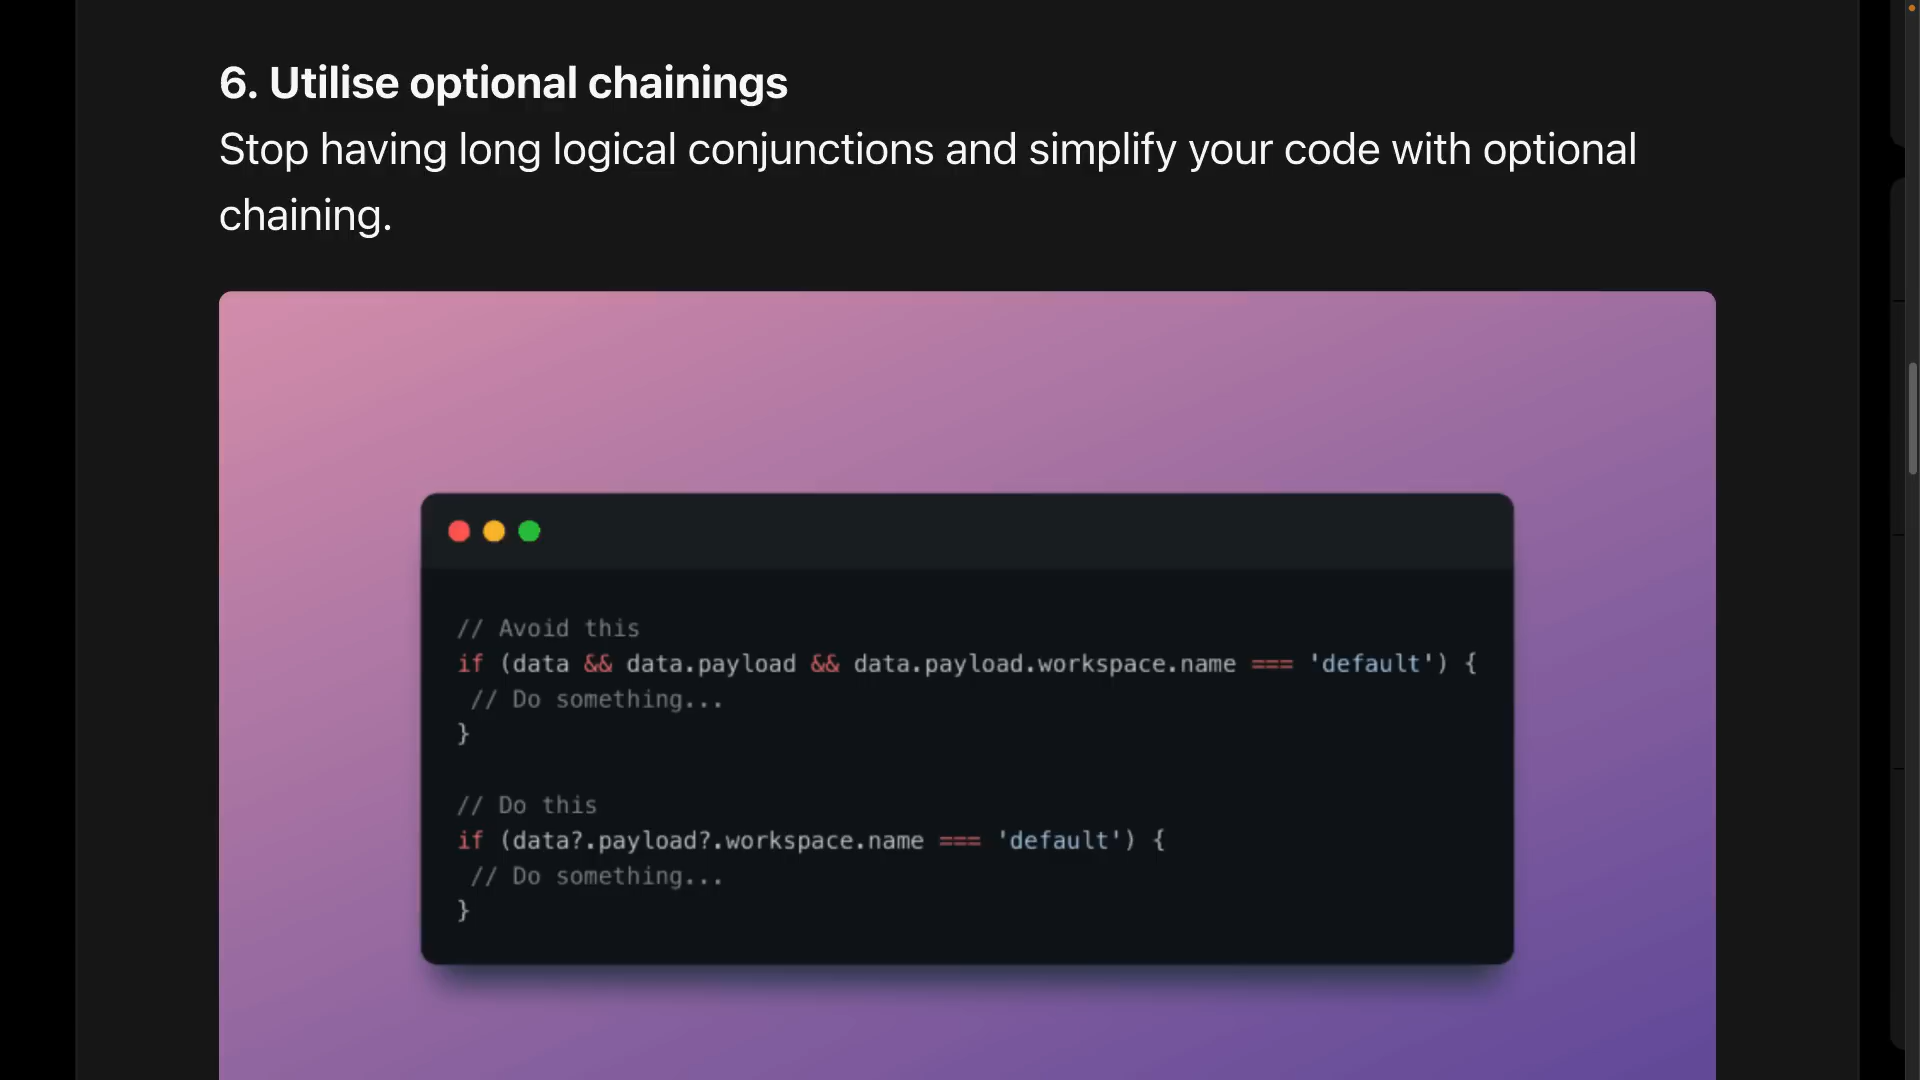 6. Utilise optional chainings
Stop having long logical conjunctions and simplify your code with optional
chaining.
// Avoid this
if (data && data.payload && data.payload.workspace.name === 'default') {
// Do something...
}
// Do this
if (data?.payload?.workspace.name === 'default') {
// Do something...
}